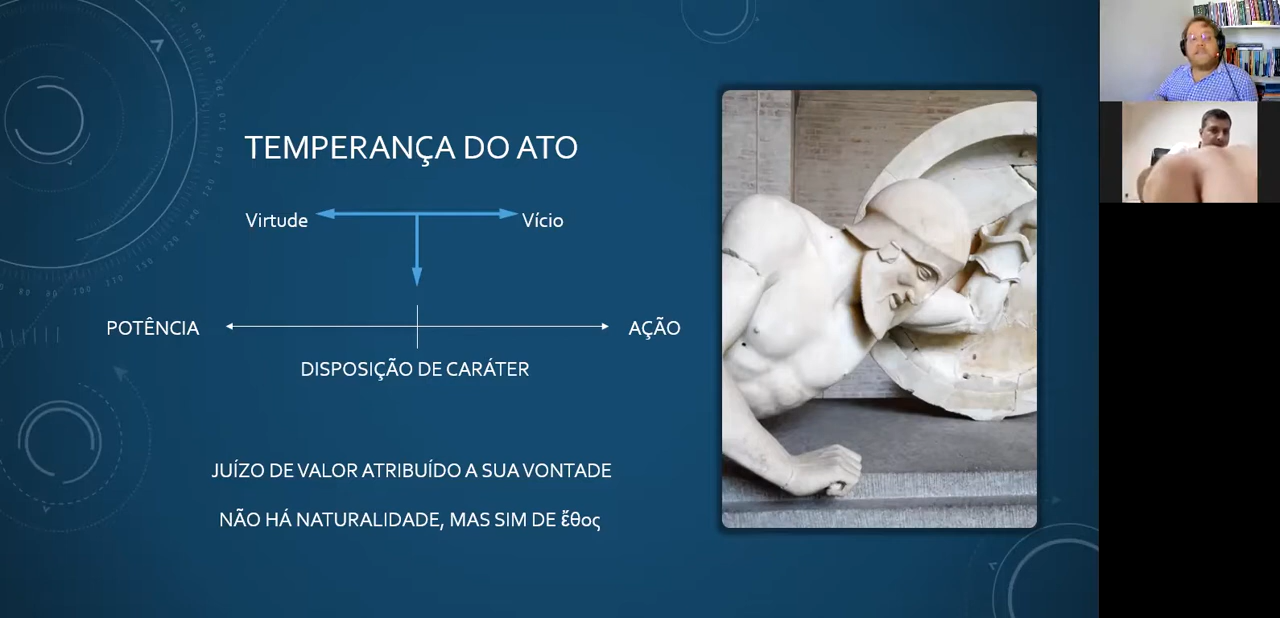 TEMPERANÇA DO ATO
Virtude
Vício
POTÊNCIA
AÇÃO
DISPOSIÇÃO DE CARÁTER
JUÍZO DE VALOR ATRIBUÍDO A SUA VONTADE
NÃO HÁ NATURALIDADE, MAS SIM DE ἔθος